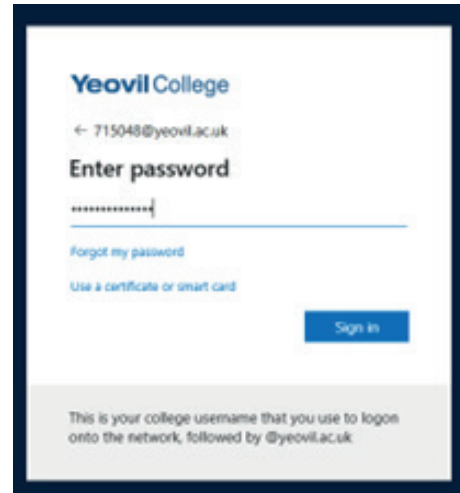 Yeovil College
← 715048@yeovil.ac.uk
Enter password
••••••••••••••
Forgot my password
Use a certificate or smart card
Sign in
This is your college username that you use to logon
onto the network, followed by @yeovil.ac.uk